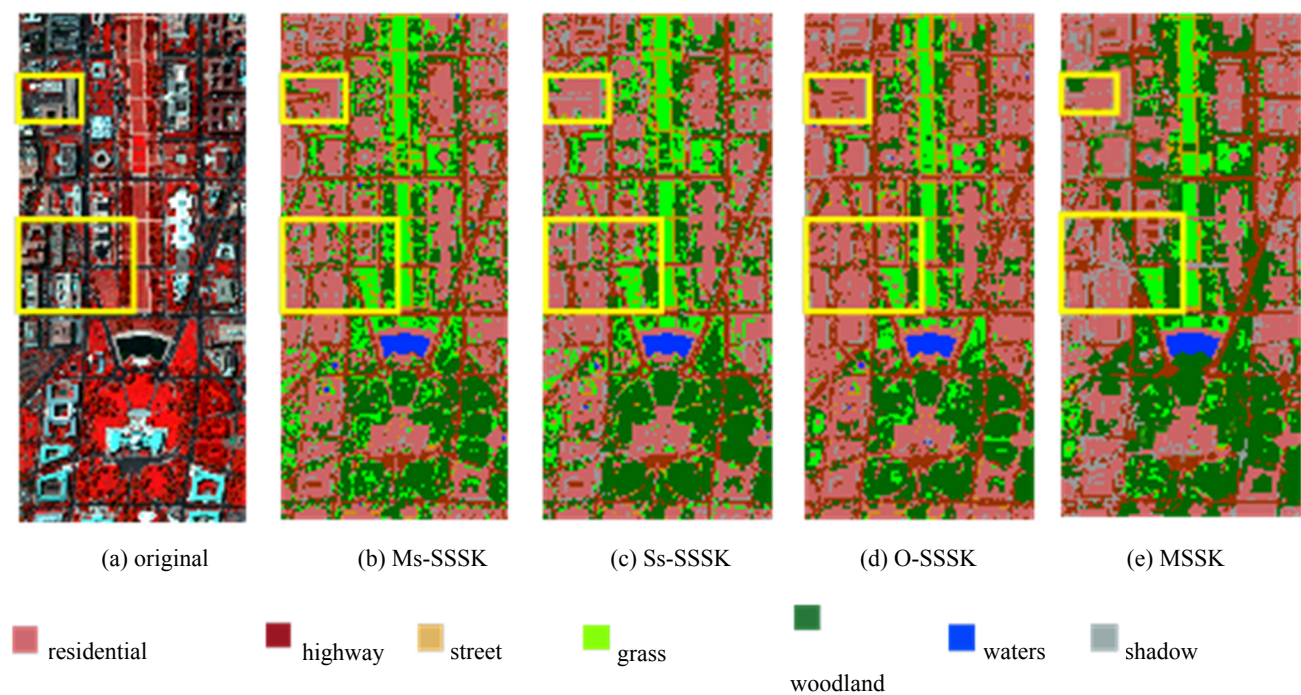 (a) original
(b) Ms-SSSK
(c) Ss-SSSK
(d) O-SSSK
(e) MSSK
residential
highway
street
grass
woodland
waters
shadow